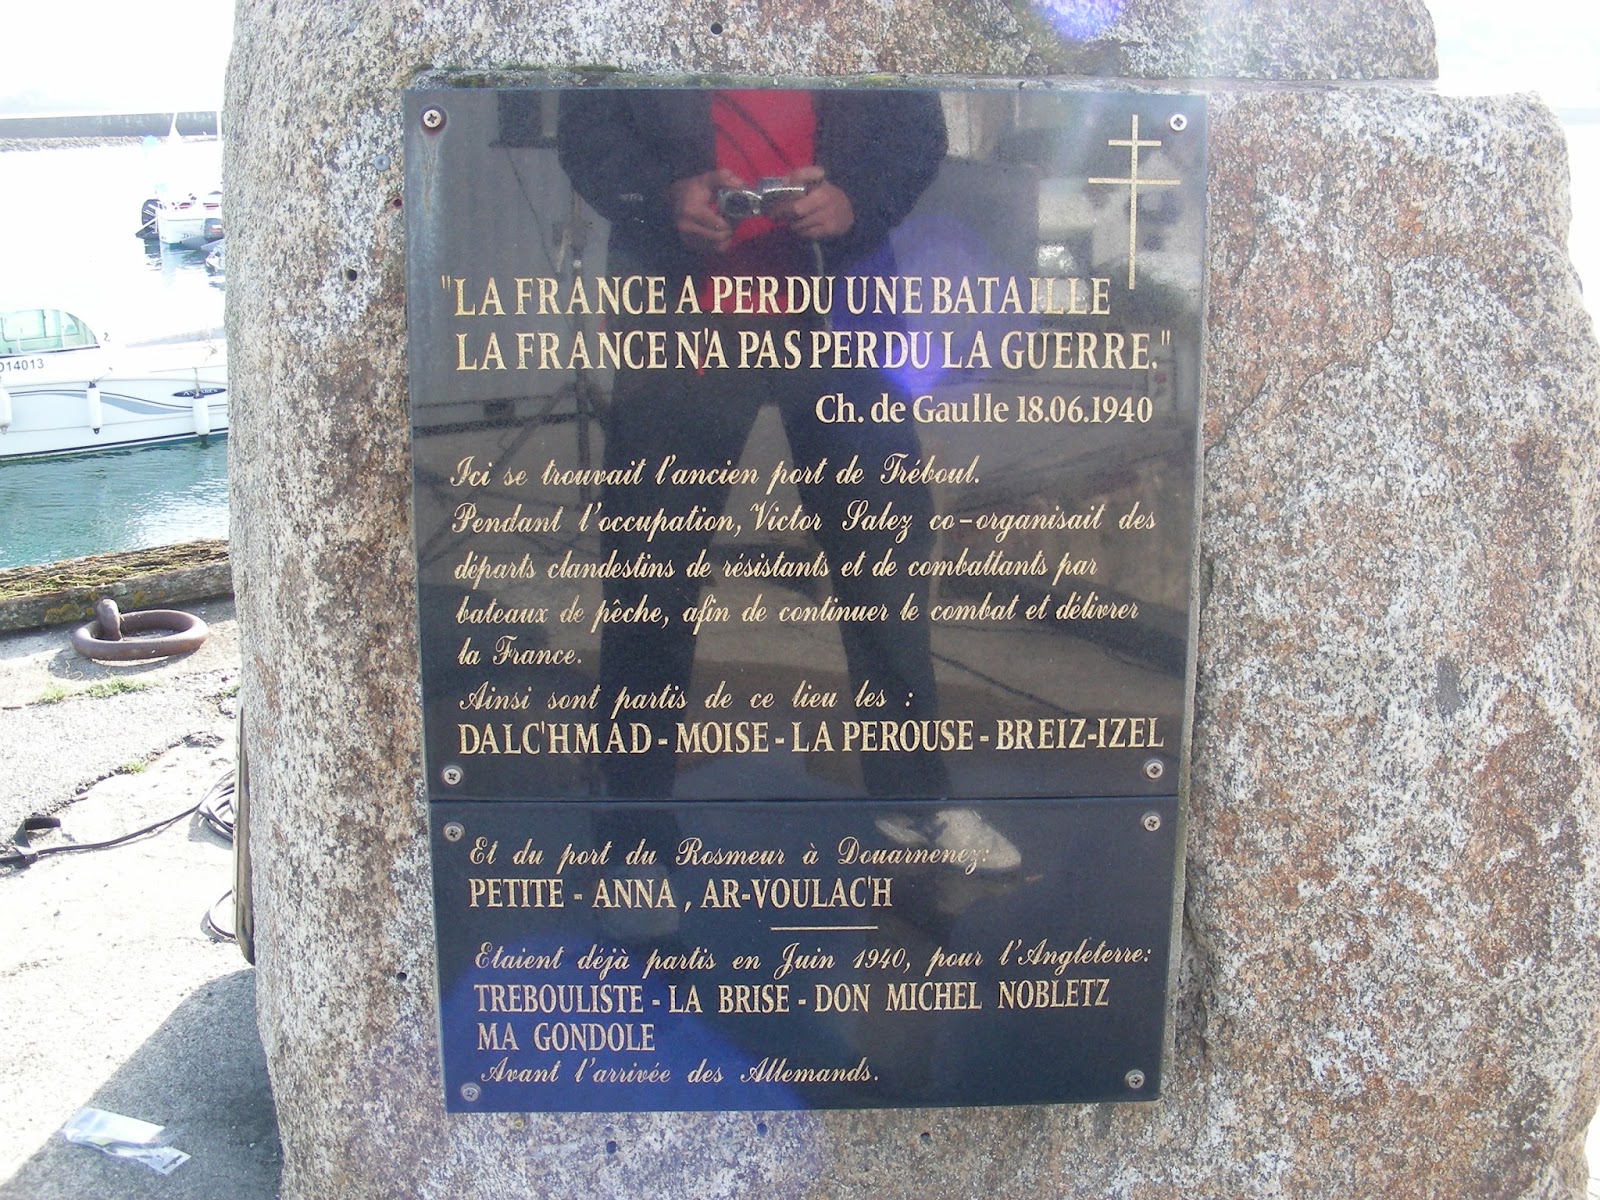 "LA FRANCE A PERDU UNE BATAILLE
LA FRANCE N'A PAS PERDU LA GUERRE."
Ch. de Gaulle 18.06.1940
Ici se trouvait l'ancien port de Tréboul.
Pendant l'occupation, Victor Salez co-organisait des
départs clandestins de résistants et de combattants par
bateaux de pêche, afin de continuer le combat et délivrer
la France.
Ainsi sont partis de ce lieu les :
DALC'HMAD - MOISE - LA PEROUSE - BREIZ-IZEL
Et du port du Rosmeur à Douarnenez:
PETITE - ANNA , AR-VOULAC'H
Etaient déjà partis en Juin 1940, pour l'Angleterre:
TREBOULISTE - LA BRISE - DON MICHEL NOBLETZ
MA GONDOLE
Avant l'arrivée des Allemands.